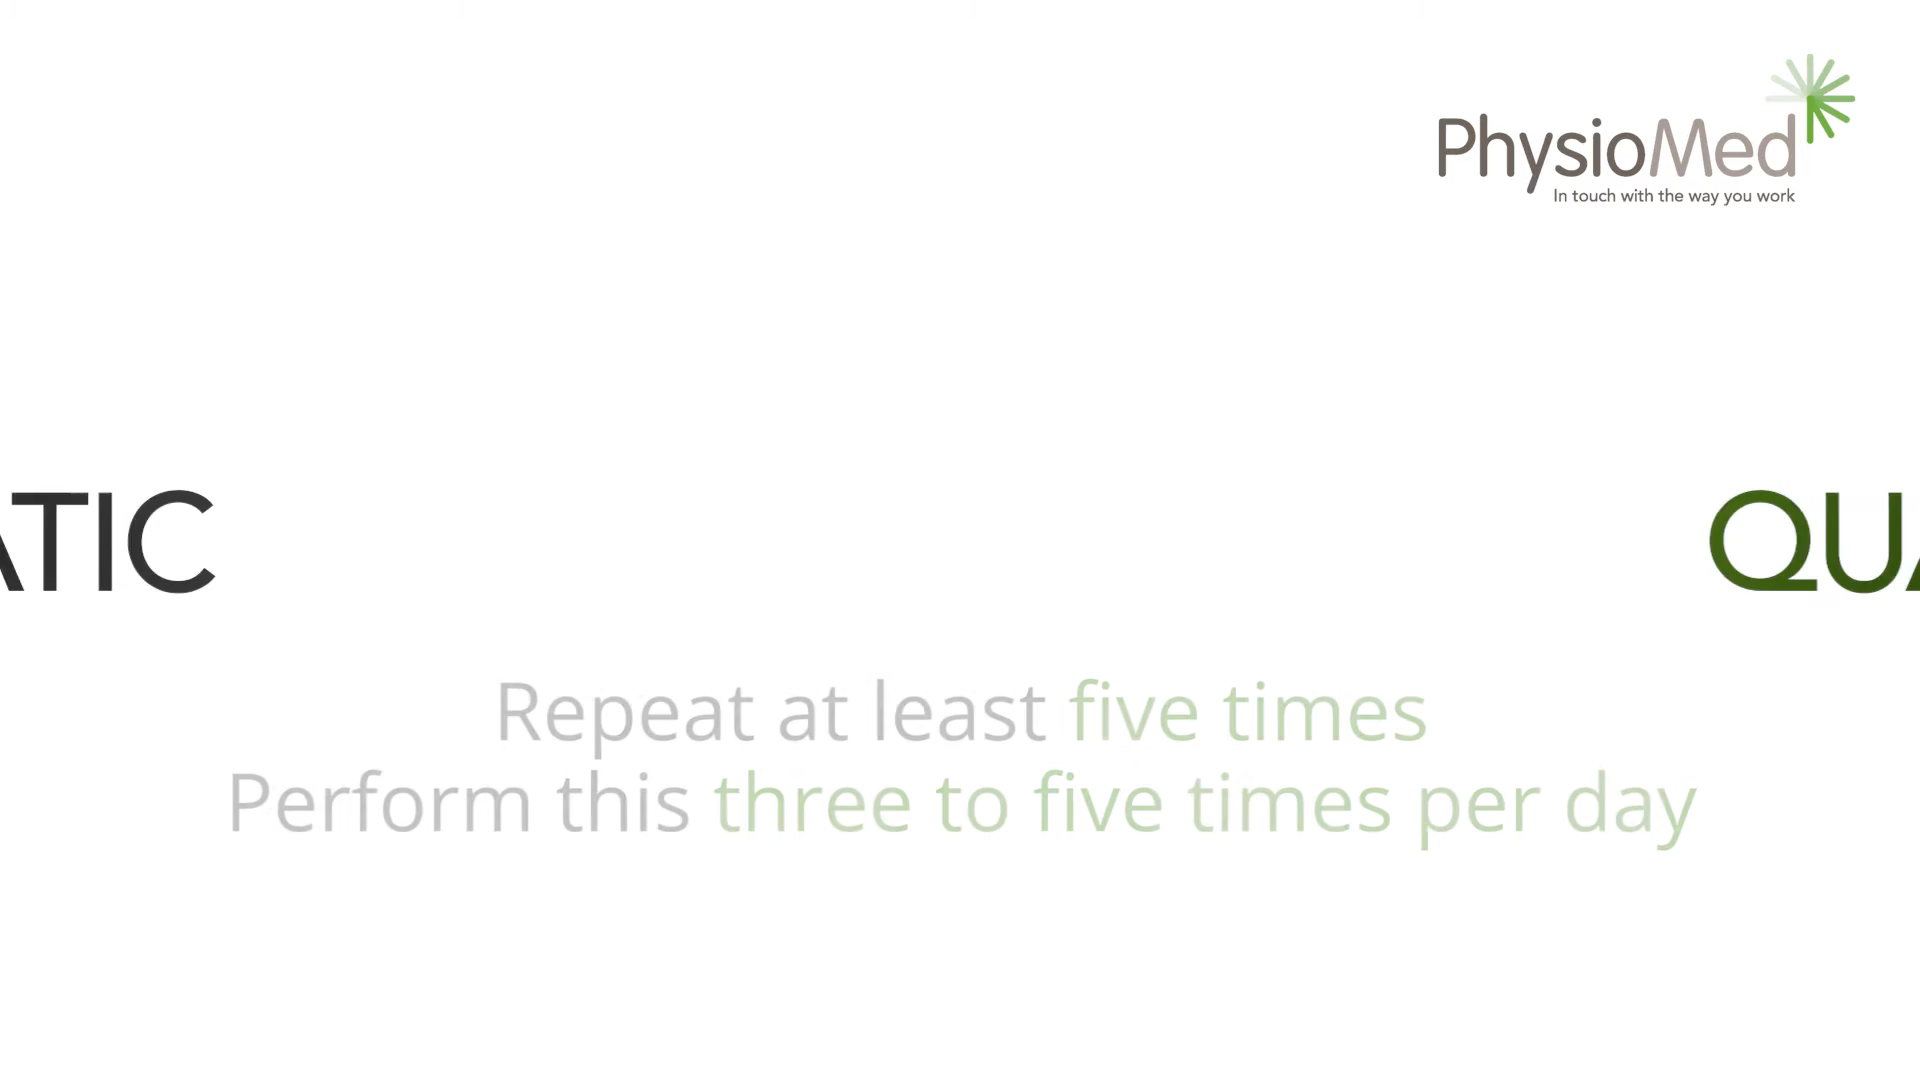 PhysioMed
In touch with the way you work
ATIC QUA
Repeat at least five times
Perform this three to five times per day